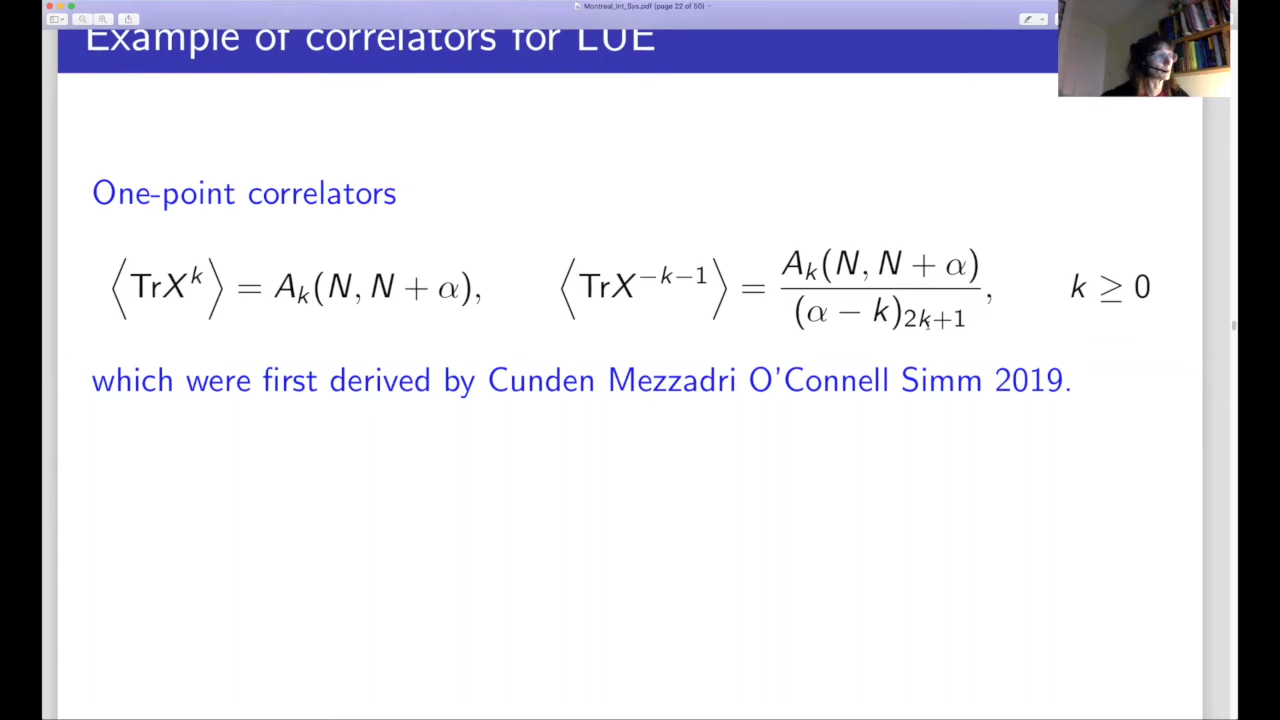 Montreal_Int_Sys.pdf (page 22 of 50)
Example of correlators for LUE
One-point correlators
⟨TrX^k⟩ = A_k(N, N + α), ⟨TrX^{−k−1}⟩ = \frac{A_k(N, N + α)}{(α − k)_{2k+1}}, k ≥ 0
which were first derived by Cunden Mezzadri O'Connell Simm 2019.